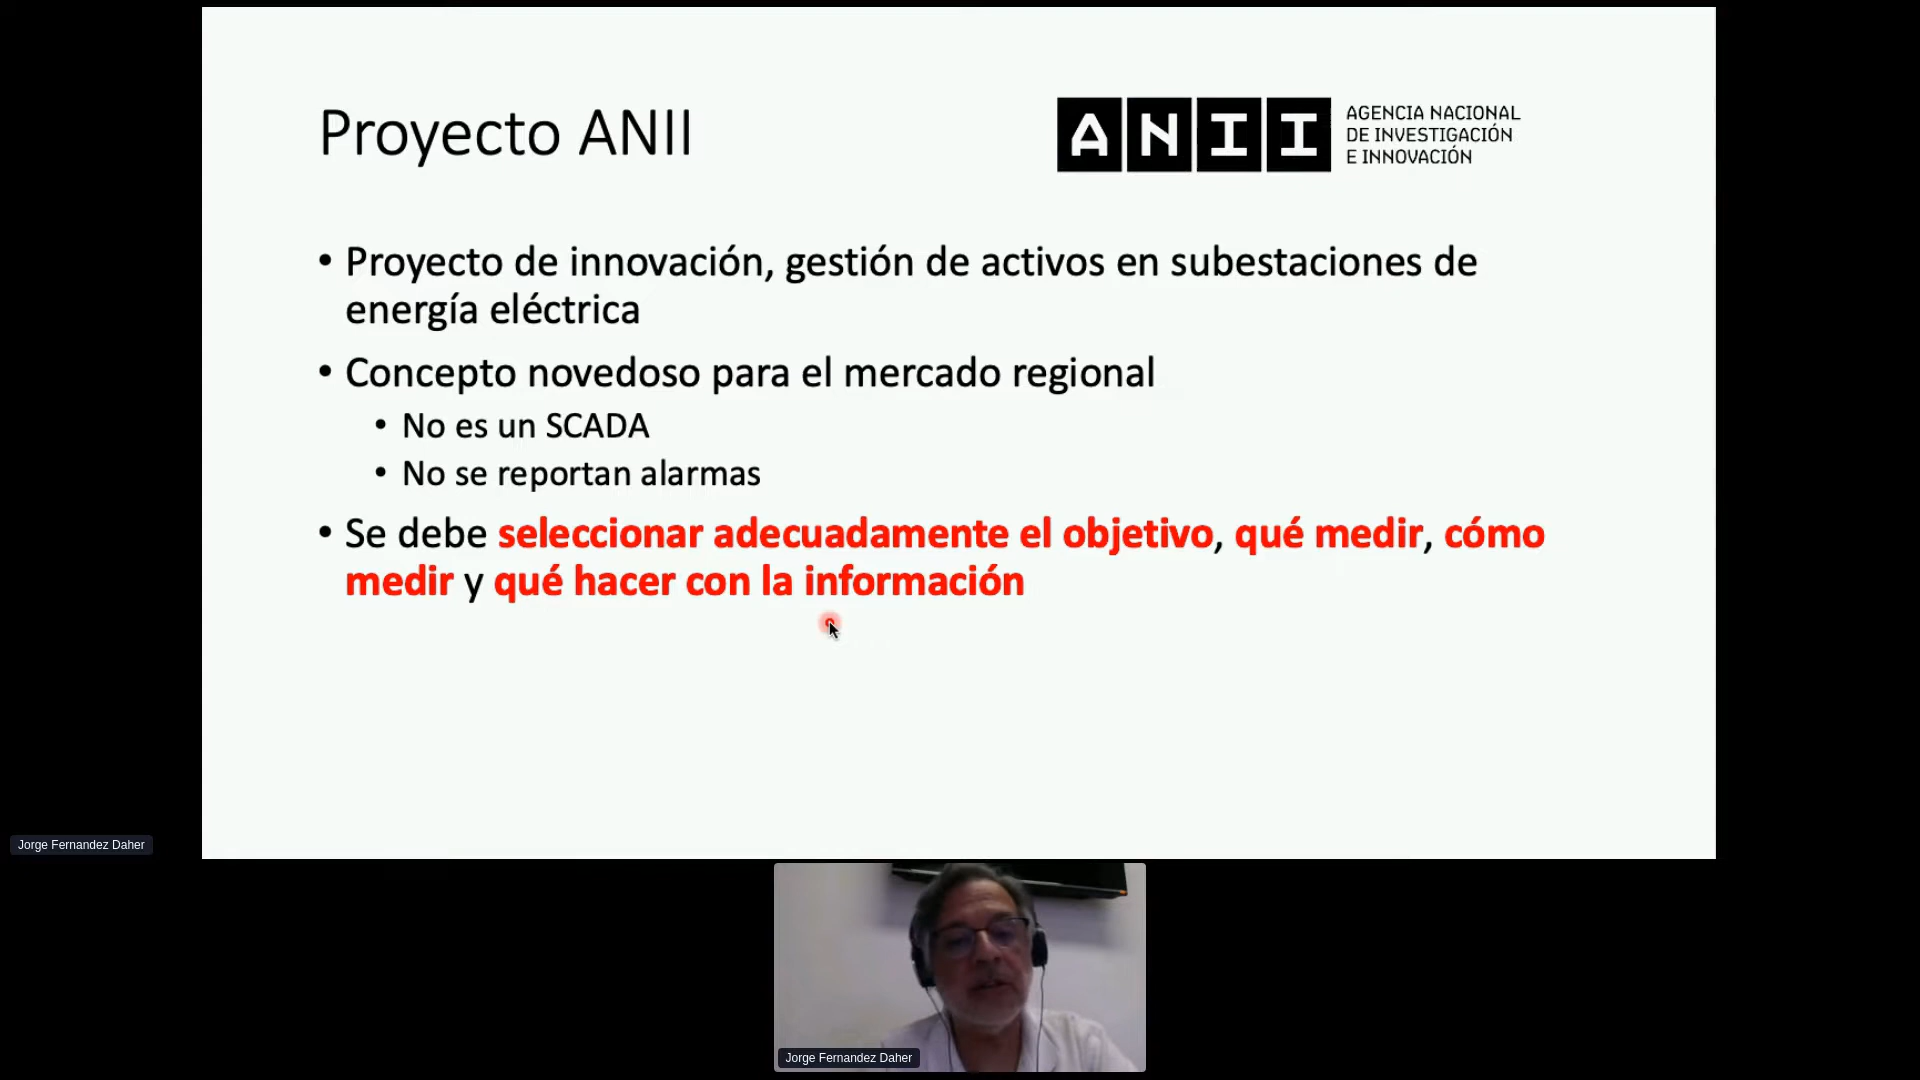 Proyecto ANII
ANII
AGENCIA NACIONAL
DE INVESTIGACIÓN
E INNOVACIÓN
• Proyecto de innovación, gestión de activos en subestaciones de
energía eléctrica
• Concepto novedoso para el mercado regional
• No es un SCADA
• No se reportan alarmas
• Se debe seleccionar adecuadamente el objetivo, qué medir, cómo
medir y qué hacer con la información
Jorge Fernandez Daher
Jorge Fernandez Daher